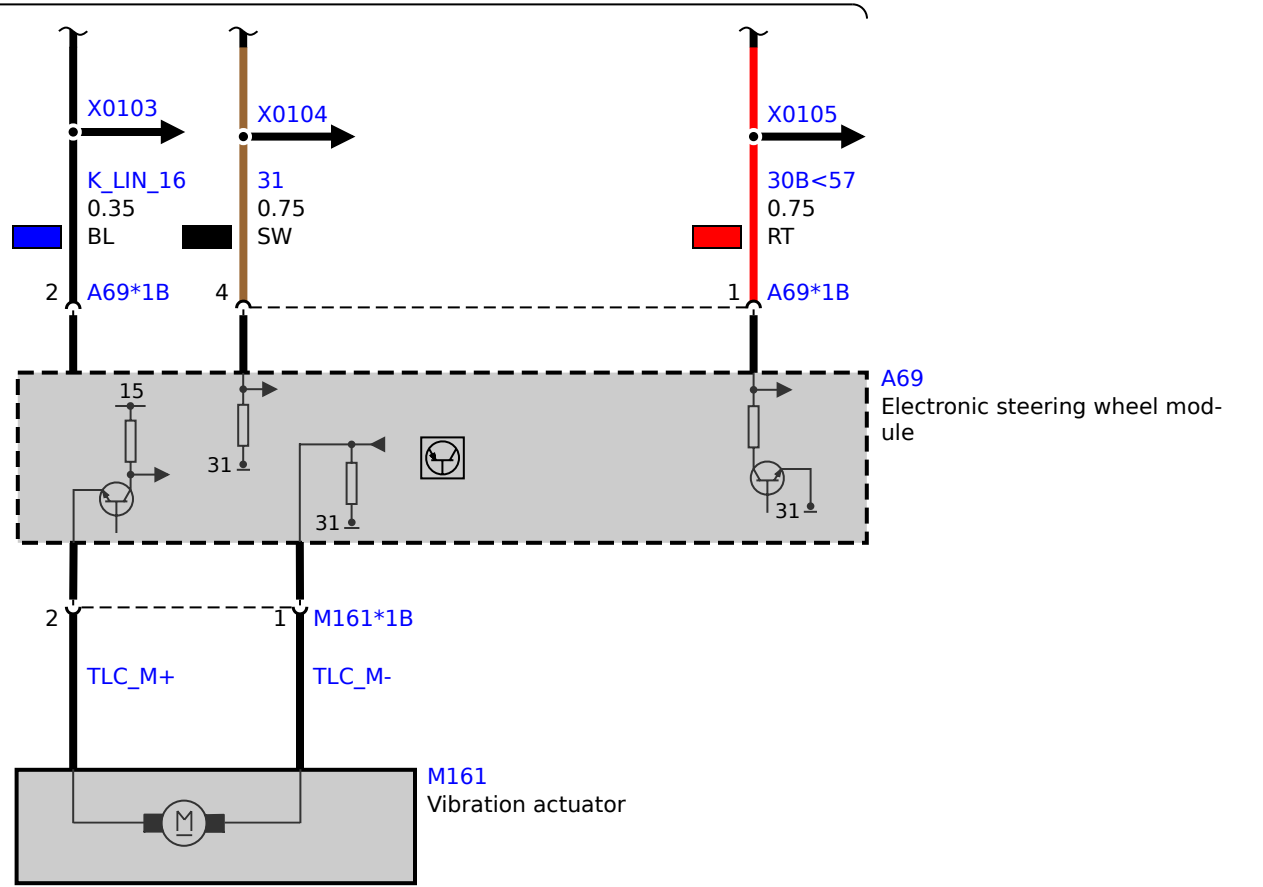 X0103
X0104
X0105
K_LIN_16
31
30B<57
0.35
0.75
0.75
BL
SW
RT
2
A69*1B
4
1
A69*1B
A69
Electronic steering wheel mod-
ule
15
31
31
31
2
1
M161*1B
TLC_M+
TLC_M-
M161
Vibration actuator
M